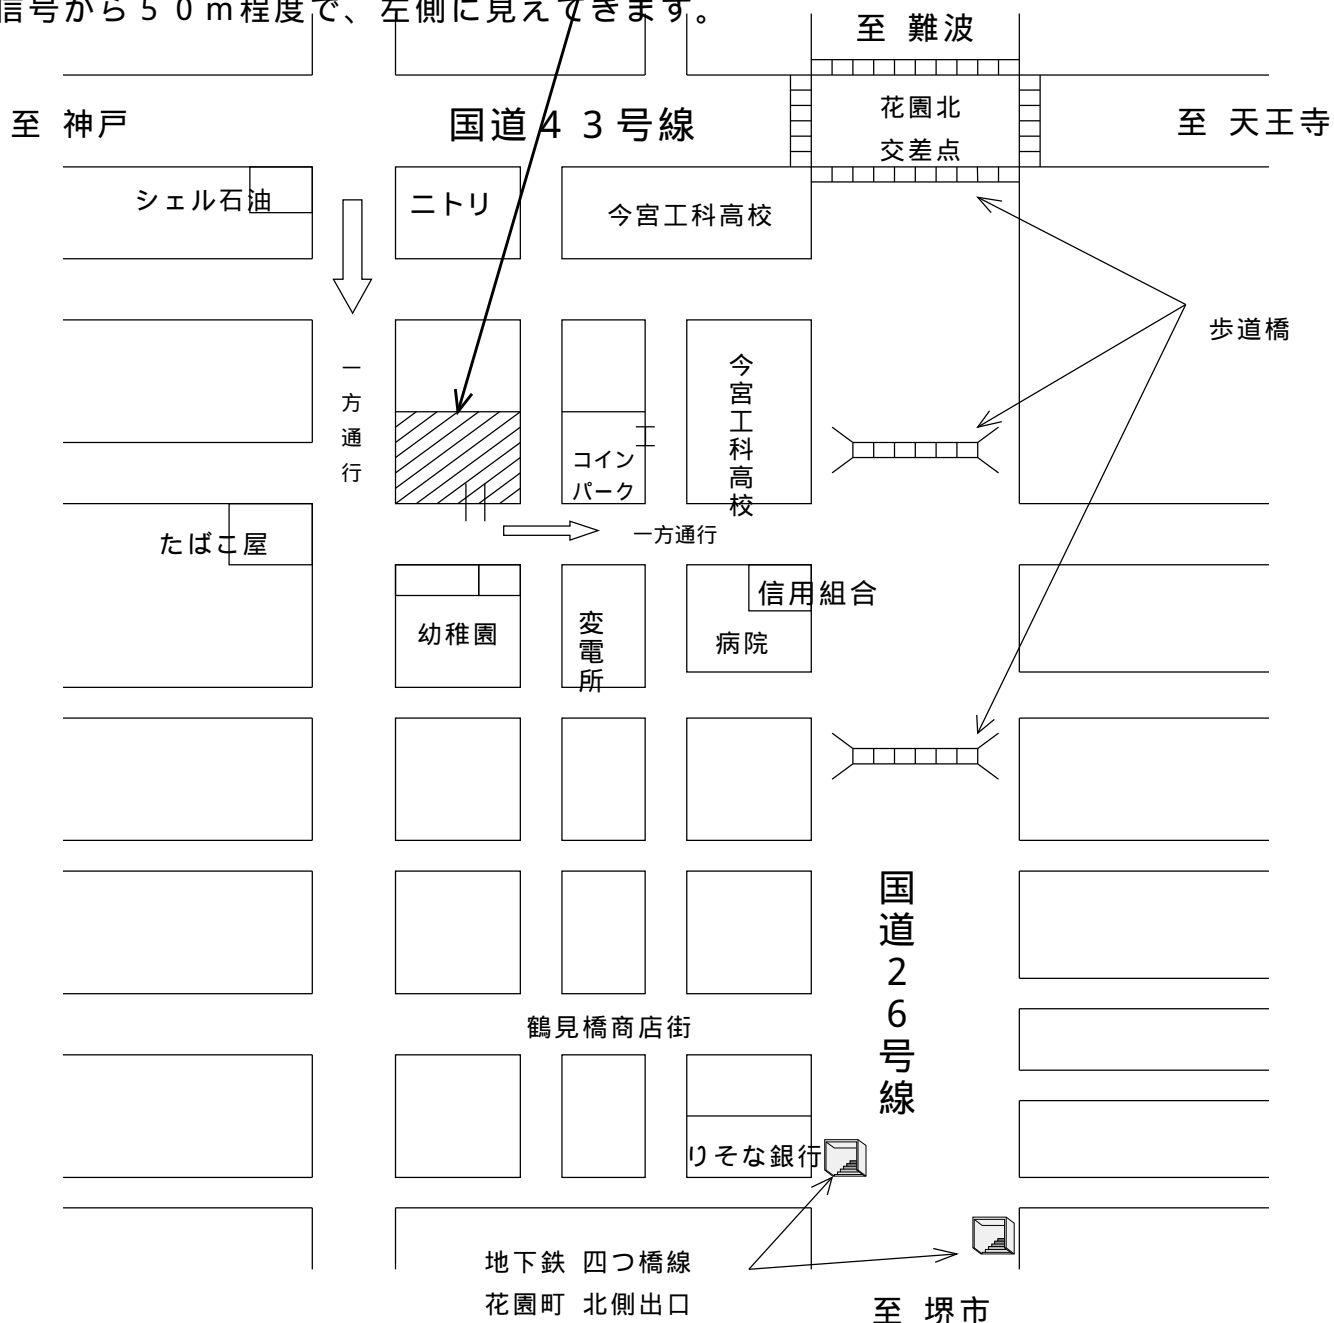 信号から５０ｍ程度で、左側に見えてきます。
至 難波
至 神戸
国道４３号線
花園北
交差点
至 天王寺
シェル石油
ニトリ
今宮工科高校
歩道橋
一方通行
今宮工科高校
コイン
パーク
一方通行
たばこ屋
信用組合
幼稚園
変電所
病院
国道２６号線
鶴見橋商店街
りそな銀行
地下鉄 四つ橋線
花園町 北側出口
至 堺市